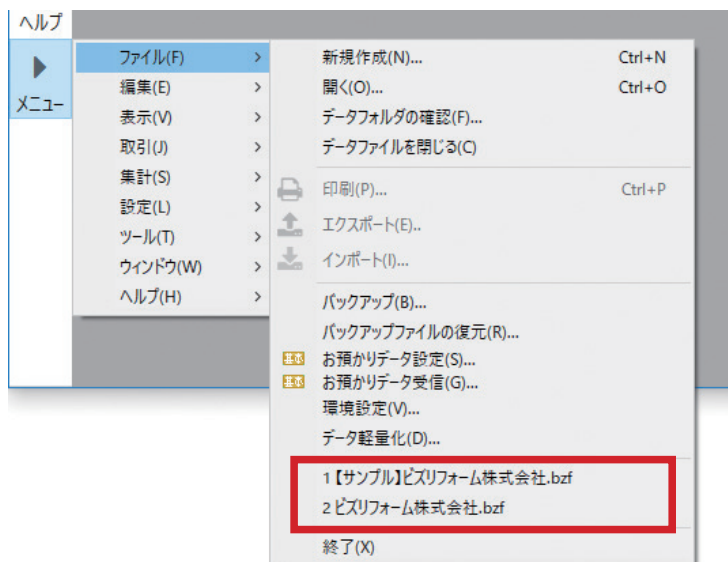 ヘルプ
メニュー
ファイル(F)
編集(E)
表示(V)
取引(J)
集計(S)
設定(L)
ツール(T)
ウィンドウ(W)
ヘルプ(H)
新規作成(N)... Ctrl+N
開く(O)... Ctrl+O
データフォルダの確認(F)...
データファイルを閉じる(C)
印刷(P)... Ctrl+P
エクスポート(E)..
インポート(I)...
バックアップ(B)...
バックアップファイルの復元(R)...
お預かりデータ設定(S)...
お預かりデータ受信(G)...
環境設定(V)...
データ軽量化(D)...
1【サンプル】ビズリフォーム株式会社.bzf
2 ビズリフォーム株式会社.bzf
終了(X)